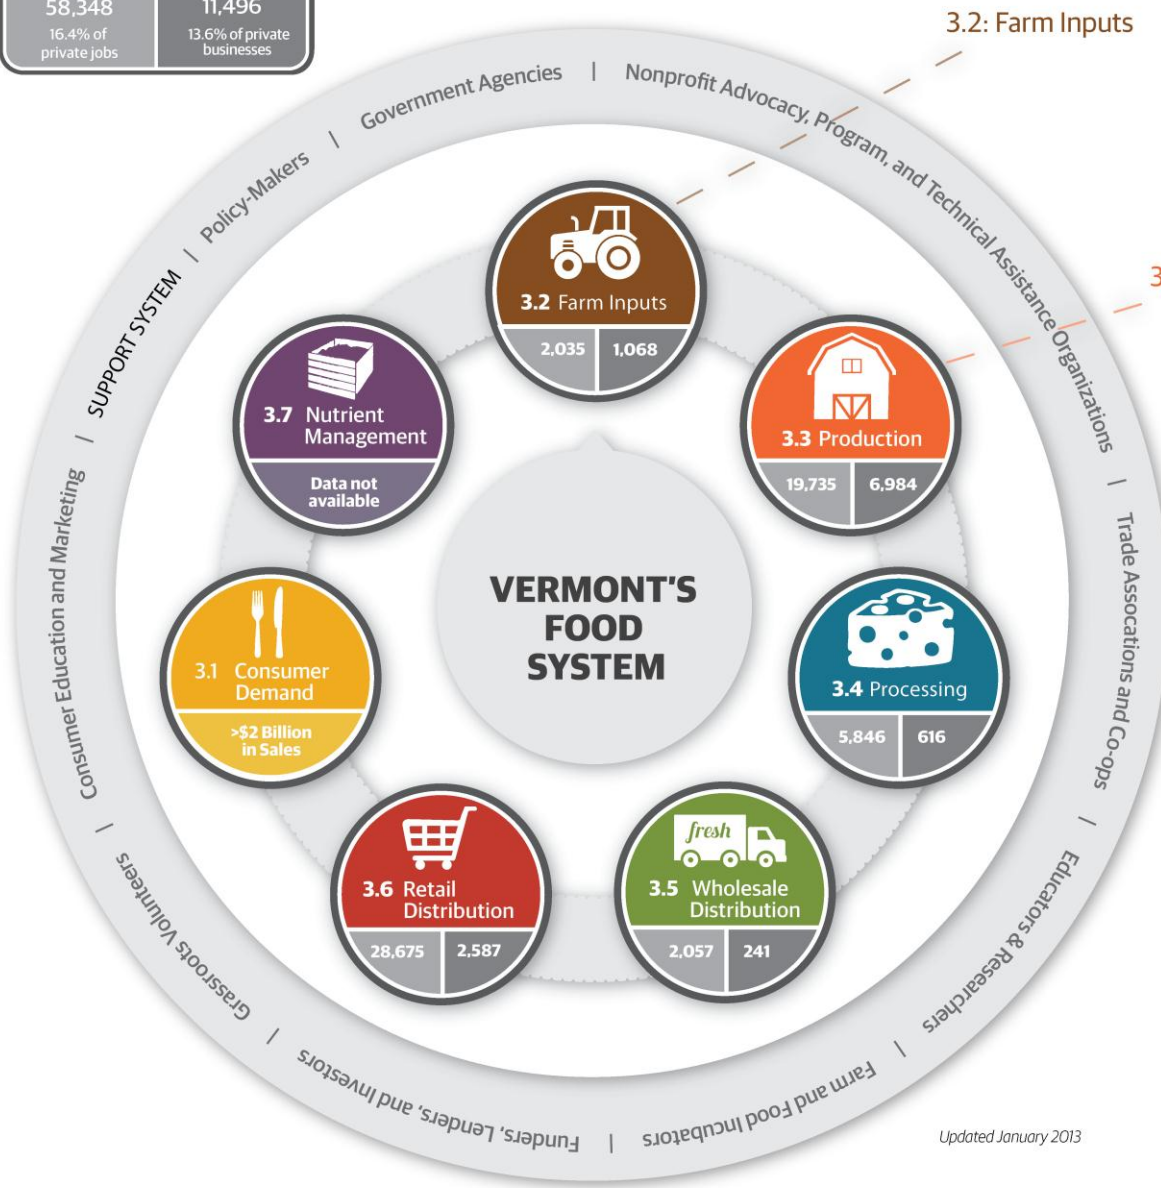 58,348
16.4% of
private jobs
11,496
13.6% of private
businesses
3.2: Farm Inputs
3
SUPPORT SYSTEM | Policy-Makers | Government Agencies | Nonprofit Advocacy, Program, and Technical Assistance Organizations | Trade Assocations and Co-ops | Educators & Researchers | Farm and Food Incubators | Funders, Lenders, and Investors | Grassroots Volunteers | Consumer Education and Marketing |
3.2 Farm Inputs
2,035 1,068
3.3 Production
19,735 6,984
3.4 Processing
5,846 616
fresh
3.5 Wholesale
Distribution
2,057 241
3.6 Retail
Distribution
28,675 2,587
3.1 Consumer
Demand
>$2 Billion
in Sales
3.7 Nutrient
Management
Data not
available
VERMONT'S
FOOD
SYSTEM
Updated January 2013